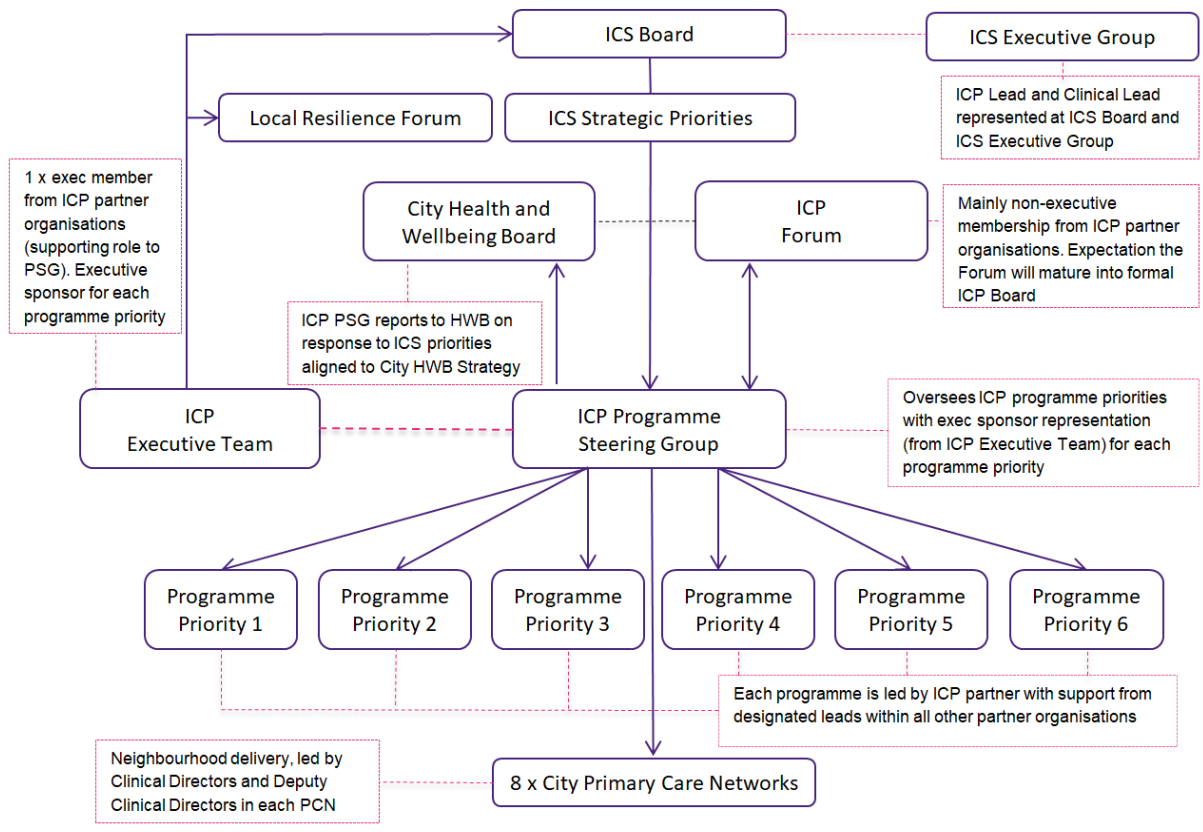 ICS Board
ICS Executive Group
ICP Lead and Clinical Lead
represented at ICS Board and
ICS Executive Group
Local Resilience Forum
ICS Strategic Priorities
1 x exec member
from ICP partner
organisations
(supporting role to
PSG). Executive
sponsor for each
programme priority
City Health and
Wellbeing Board
ICP
Forum
Mainly non-executive
membership from ICP partner
organisations. Expectation the
Forum will mature into formal
ICP Board
ICP PSG reports to HWB on
response to ICS priorities
aligned to City HWB Strategy
ICP
Executive Team
ICP Programme
Steering Group
Oversees ICP programme priorities
with exec sponsor representation
(from ICP Executive Team) for each
programme priority
Programme
Priority 1
Programme
Priority 2
Programme
Priority 3
Programme
Priority 4
Programme
Priority 5
Programme
Priority 6
Each programme is led by ICP partner with support from
designated leads within all other partner organisations
Neighbourhood delivery, led by
Clinical Directors and Deputy
Clinical Directors in each PCN
8 x City Primary Care Networks